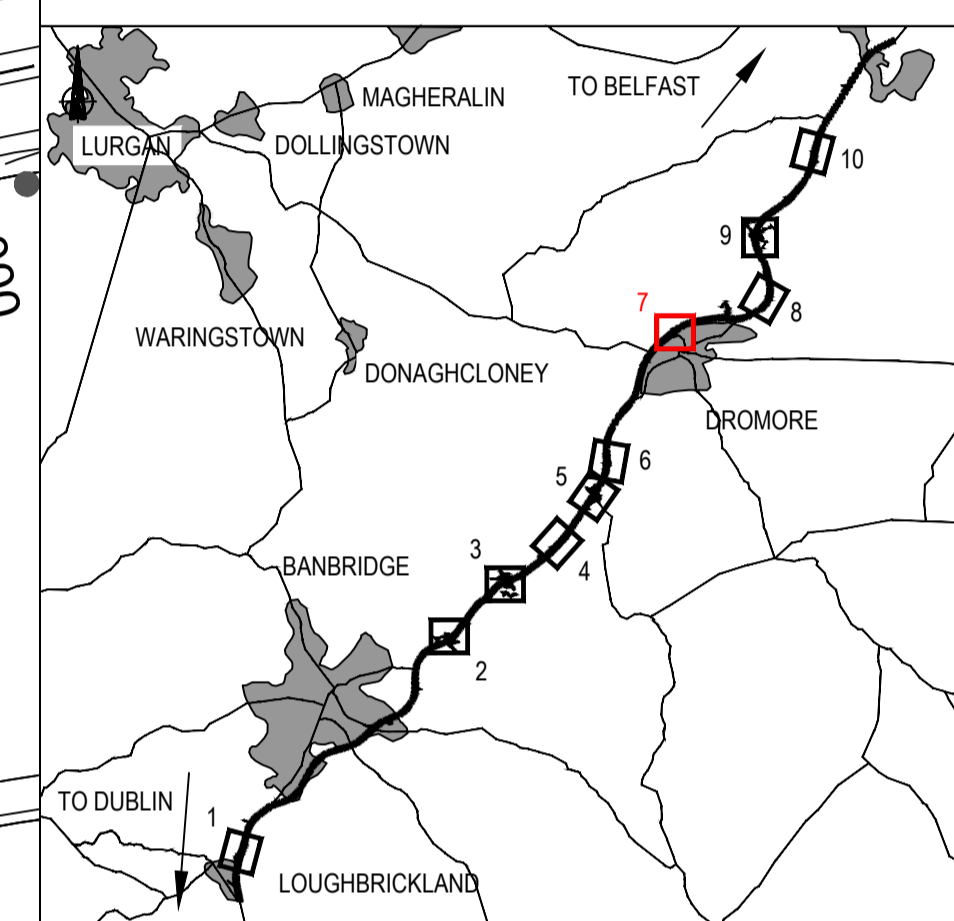 TO BELFAST
MAGHERALIN
LURGAN
DOLLINGSTOWN
10
9
WARINGSTOWN
7
8
DONAGHCLONEY
DROMORE
6
5
3
BANBRIDGE
4
2
TO DUBLIN
1
LOUGHBRICKLAND